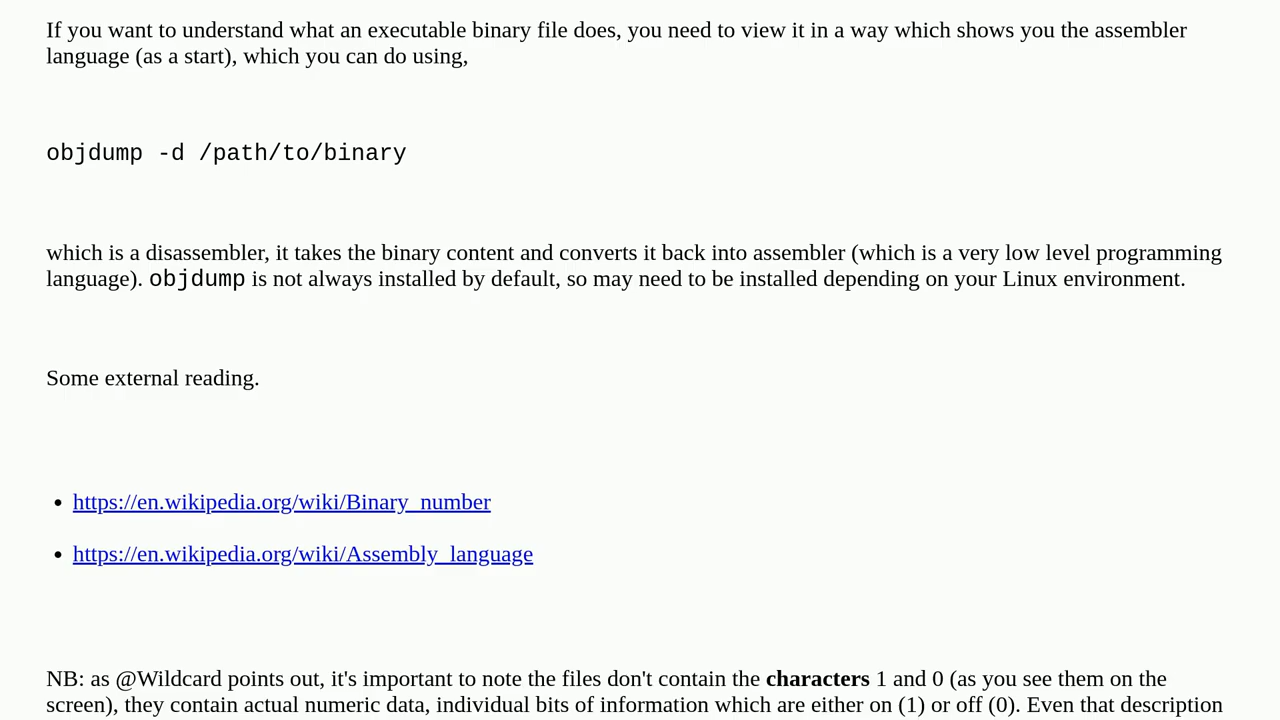 If you want to understand what an executable binary file does, you need to view it in a way which shows you the assembler
language (as a start), which you can do using,
objdump -d /path/to/binary
which is a disassembler, it takes the binary content and converts it back into assembler (which is a very low level programming
language). objdump is not always installed by default, so may need to be installed depending on your Linux environment.
Some external reading.
• https://en.wikipedia.org/wiki/Binary_number
• https://en.wikipedia.org/wiki/Assembly_language
NB: as @Wildcard points out, it's important to note the files don't contain the characters 1 and 0 (as you see them on the
screen), they contain actual numeric data, individual bits of information which are either on (1) or off (0). Even that description